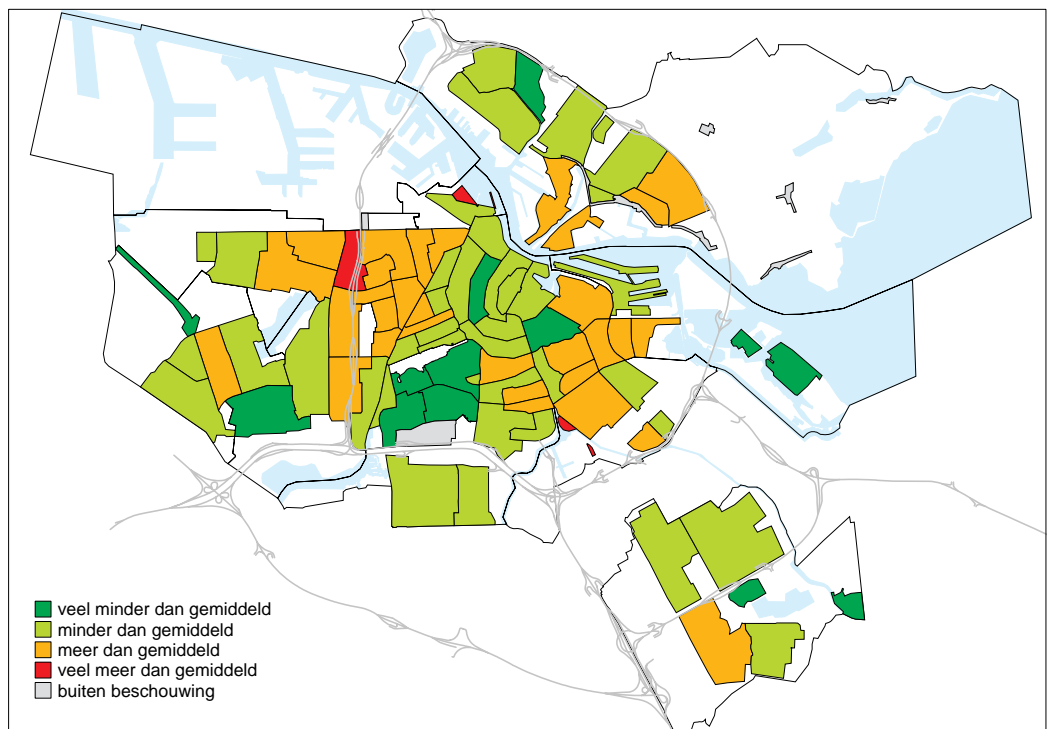 veel minder dan gemiddeld
minder dan gemiddeld
meer dan gemiddeld
veel meer dan gemiddeld
buiten beschouwing